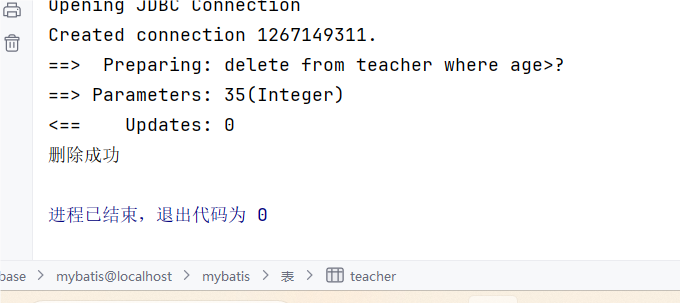 Opening JDBC Connection
Created connection 1267149311.
==>  Preparing: delete from teacher where age>?
==> Parameters: 35(Integer)
<==    Updates: 0
删除成功
进程已结束，退出代码为 0
base > mybatis@localhost > mybatis > 表 > teacher